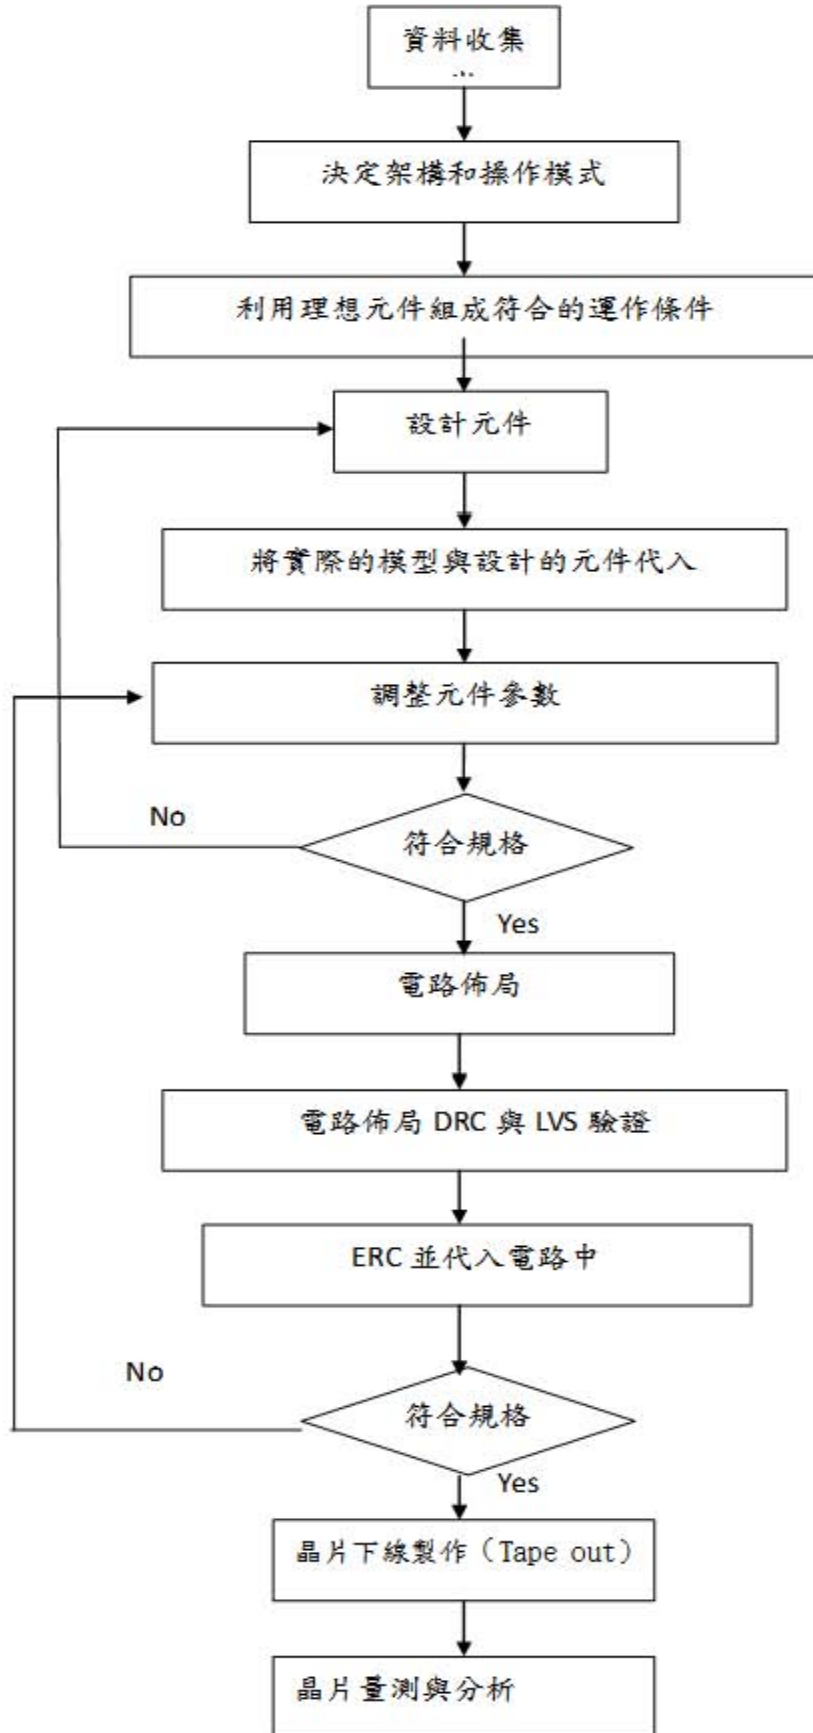 資料收集
決定架構和操作模式
利用理想元件組成符合的運作條件
設計元件
將實際的模型與設計的元件代入
調整元件參數
No
符合規格
Yes
電路佈局
電路佈局 DRC 與 LVS 驗證
ERC 並代入電路中
No
符合規格
Yes
晶片下線製作（Tape out）
晶片量測與分析